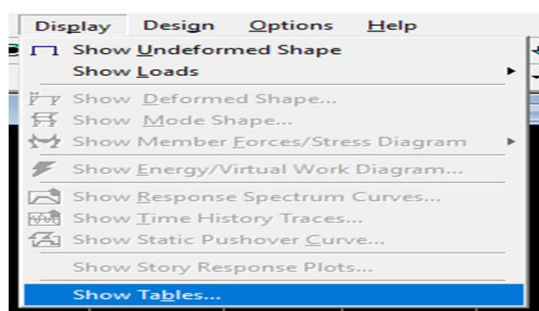 Display Design Options Help
Show Undeformed Shape
Show Loads
Show Deformed Shape...
Show Mode Shape...
Show Member Forces/Stress Diagram
Show Energy/Virtual Work Diagram...
Show Response Spectrum Curves...
Show Time History Traces...
Show Static Pushover Curve...
Show Story Response Plots...
Show Tables...